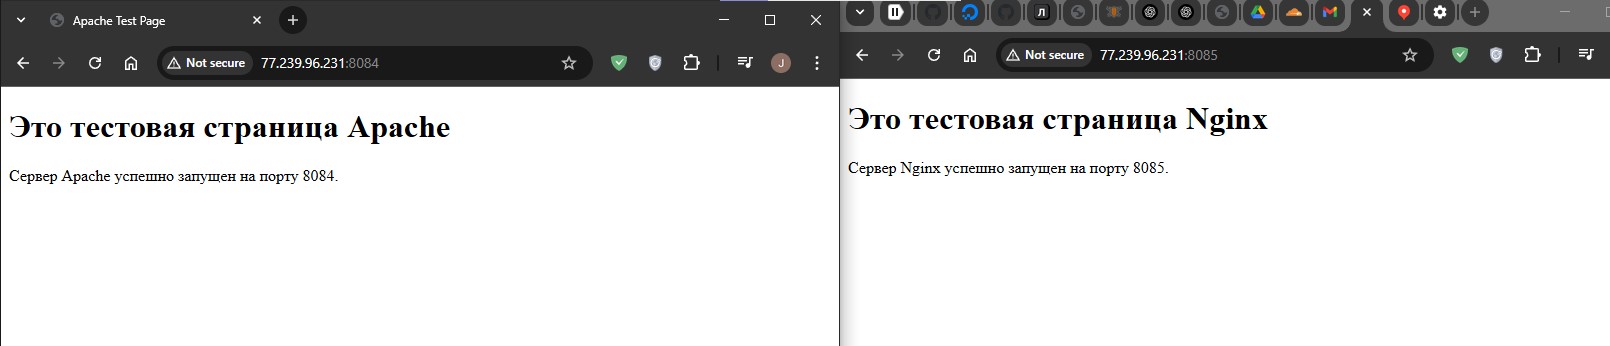 Apache Test Page
Not secure
77.239.96.231:8084
J
Это тестовая страница Apache
Сервер Apache успешно запущен на порту 8084.
Л
Not secure
77.239.96.231:8085
Это тестовая страница Nginx
Сервер Nginx успешно запущен на порту 8085.